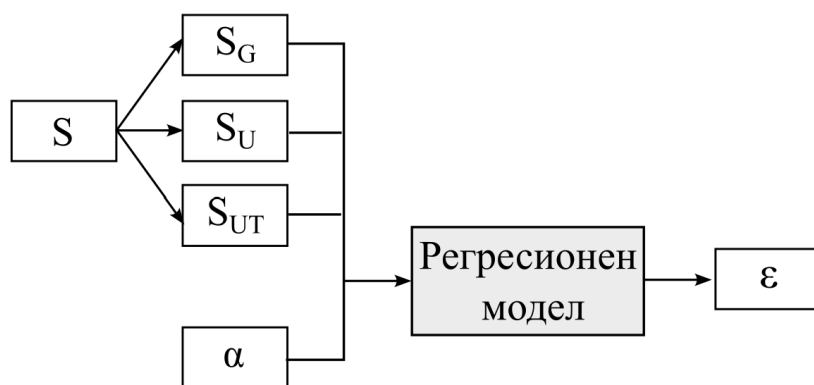 S
S_G
S_U
S_UT
α
Регресионен
модел
ε